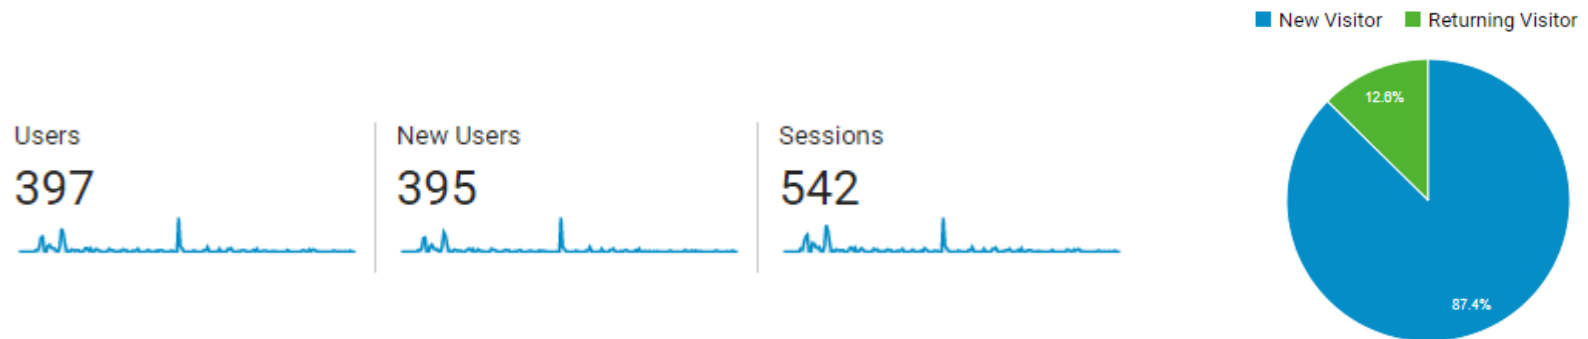 New Visitor Returning Visitor
Users
397
New Users
395
Sessions
542
12.6%
87.4%